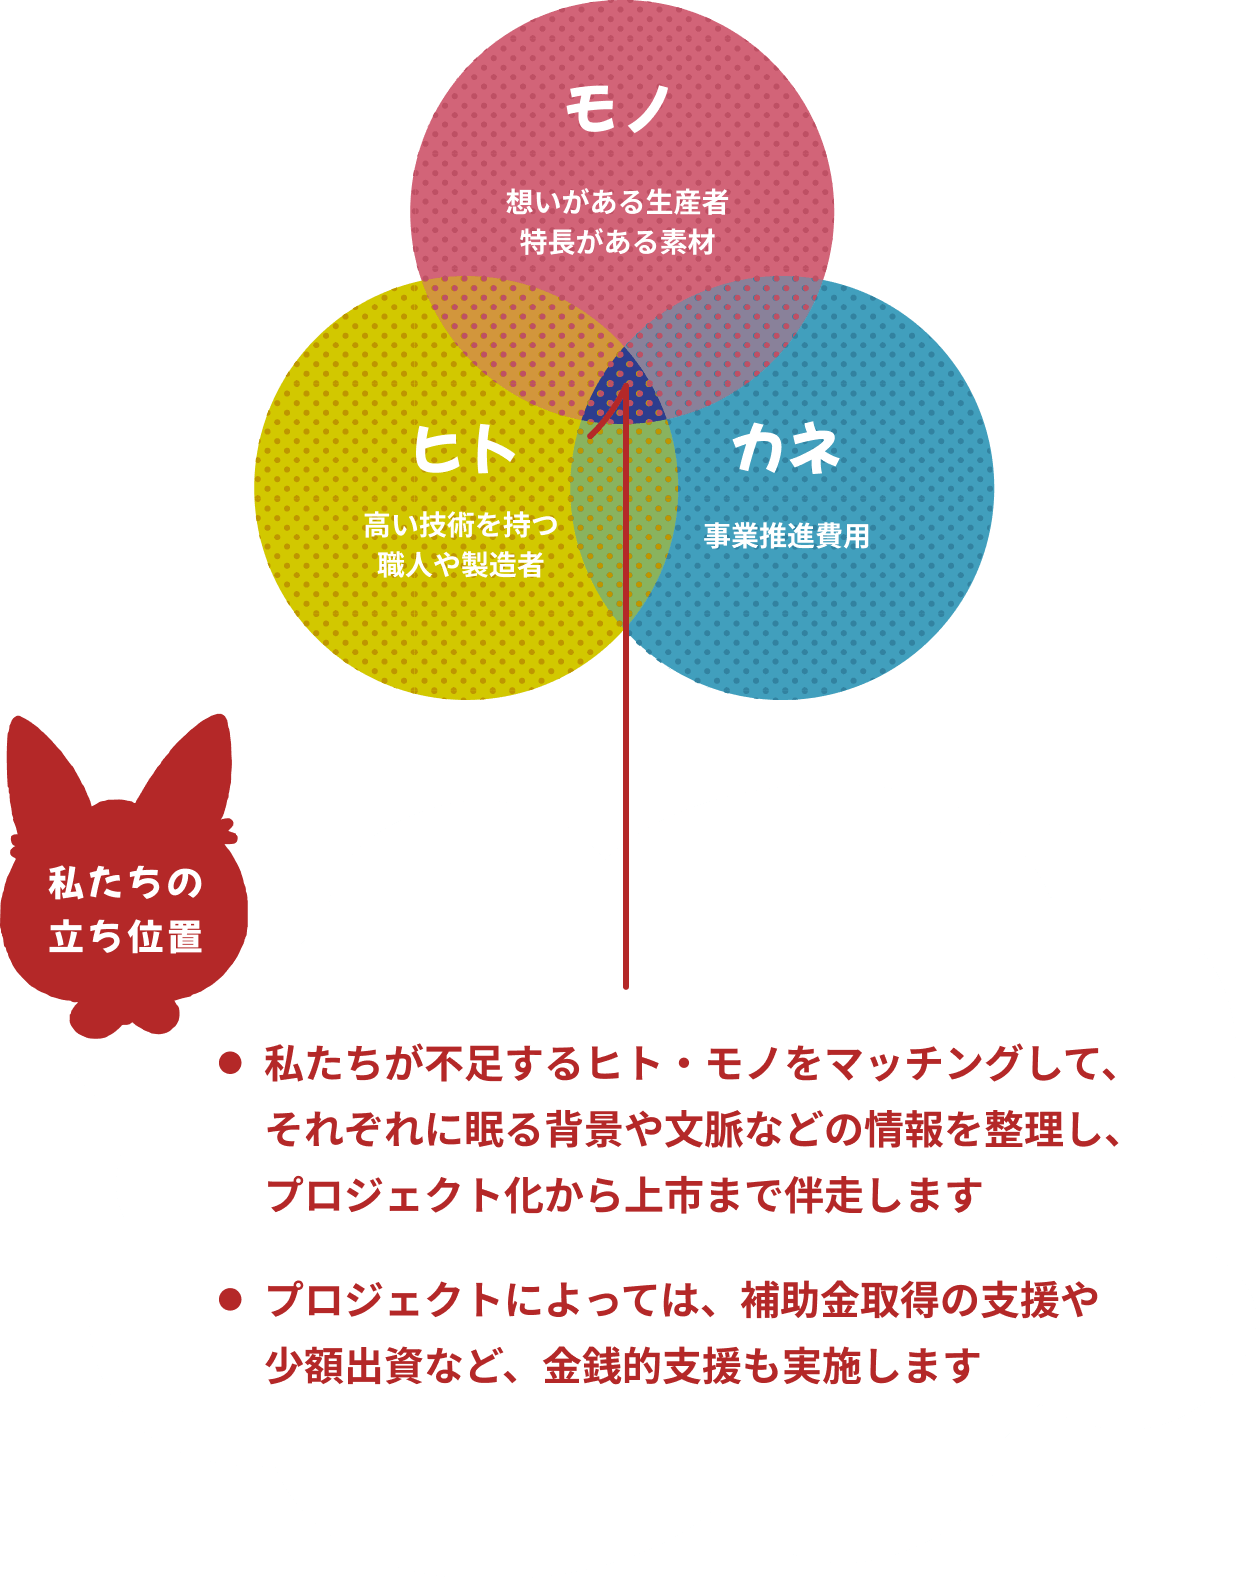 モノ
想いがある生産者
特長がある素材
ヒト
高い技術を持つ
職人や製造者
カネ
事業推進費用
私たちの
立ち位置
● 私たちが不足するヒト・モノをマッチングして、
それぞれに眠る背景や文脈などの情報を整理し、
プロジェクト化から上市まで伴走します
● プロジェクトによっては、補助金取得の支援や
少額出資など、金銭的支援も実施します